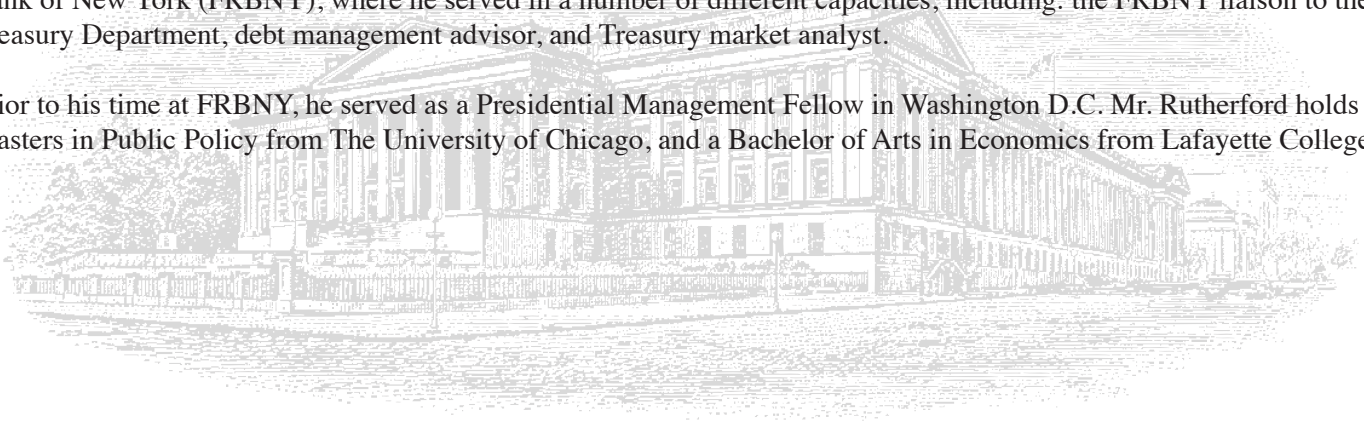 ank of New York (FRBNY), where he served in a number of different capacities, including: the FRBNY liaison to the
easury Department, debt management advisor, and Treasury market analyst.
ior to his time at FRBNY, he served as a Presidential Management Fellow in Washington D.C. Mr. Rutherford holds
asters in Public Policy from The University of Chicago, and a Bachelor of Arts in Economics from Lafayette College